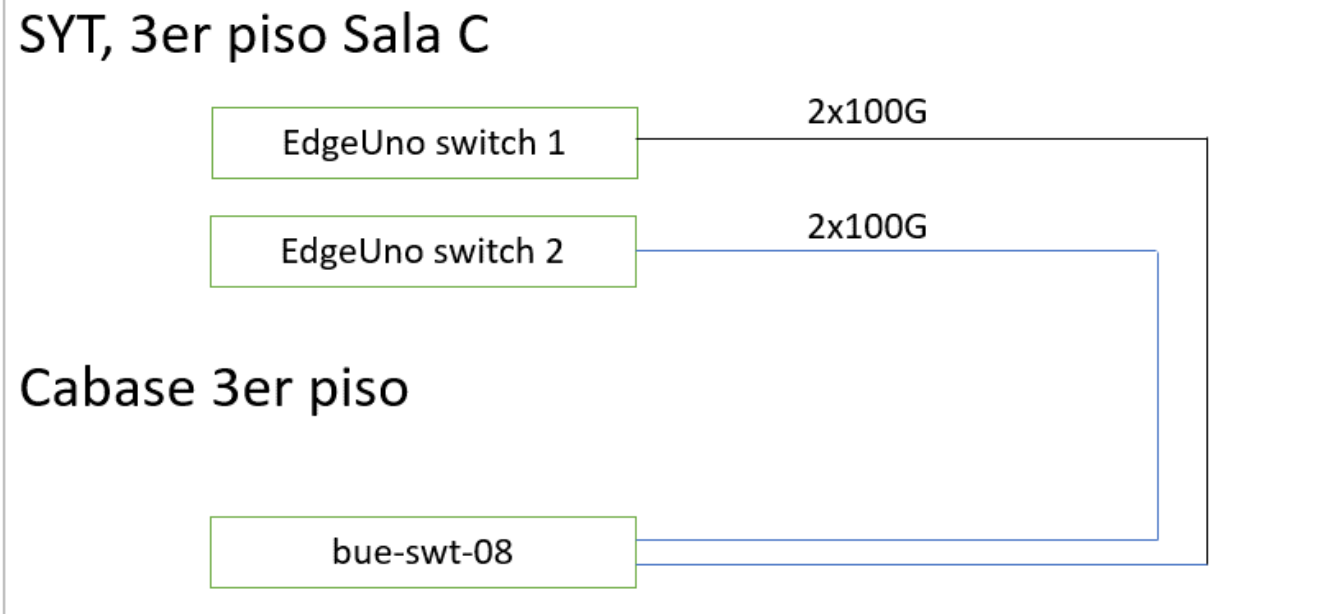 SYT, 3er piso Sala C
2x100G
EdgeUno switch 1
2x100G
EdgeUno switch 2
Cabase 3er piso
bue-swt-08